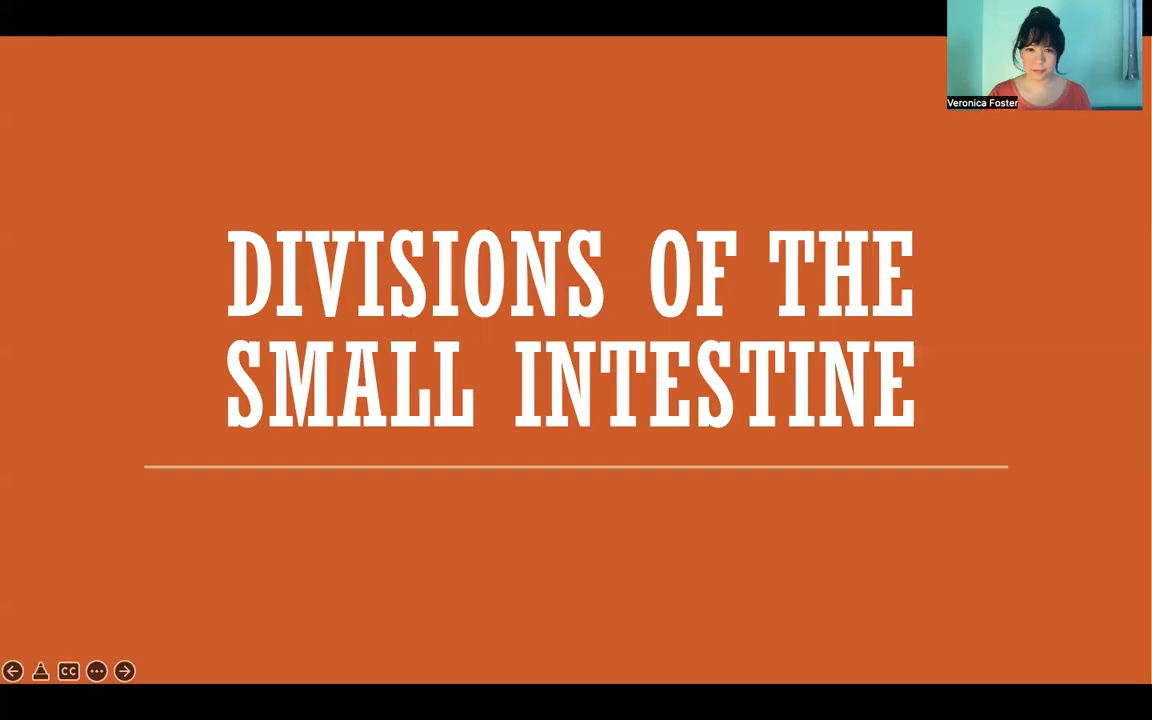 Veronica Foster
DIVISIONS OF THE
SMALL INTESTINE
CC